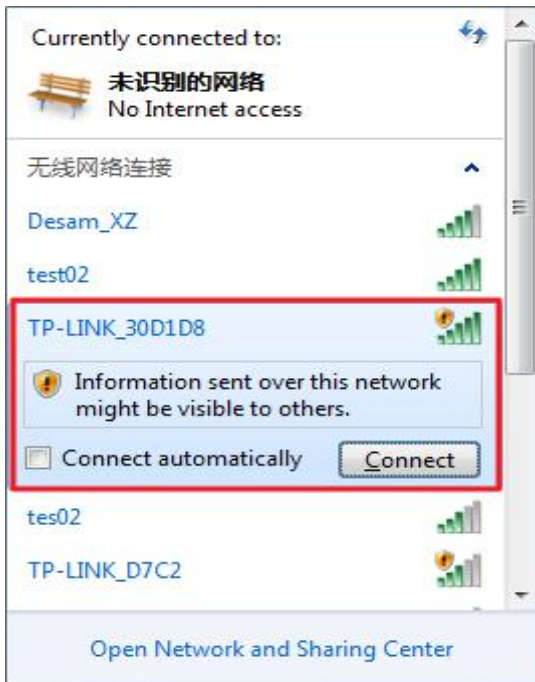 Currently connected to:
未识别的网络
No Internet access
无线网络连接
Desam_XZ
test02
TP-LINK_30D1D8
Information sent over this network
might be visible to others.
Connect automatically
Connect
tes02
TP-LINK_D7C2
Open Network and Sharing Center